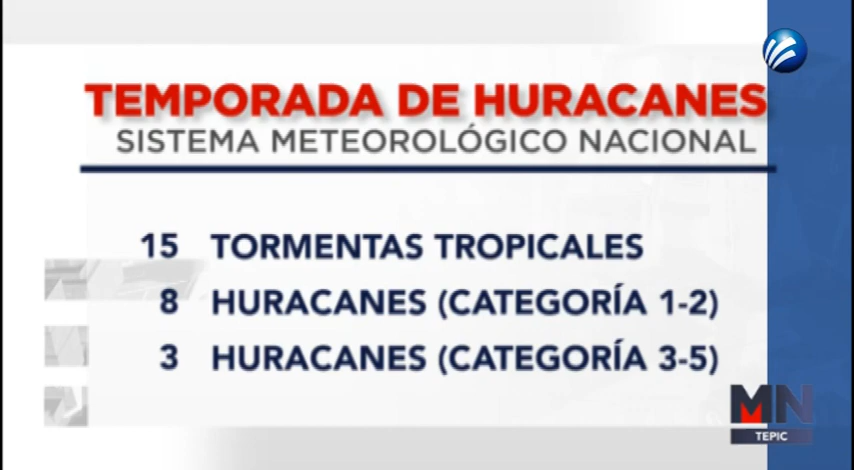 TEMPORADA DE HURACANES
SISTEMA METEOROLÓGICO NACIONAL
15 TORMENTAS TROPICALES
8 HURACANES (CATEGORÍA 1-2)
3 HURACANES (CATEGORÍA 3-5)
MN
TEPIC